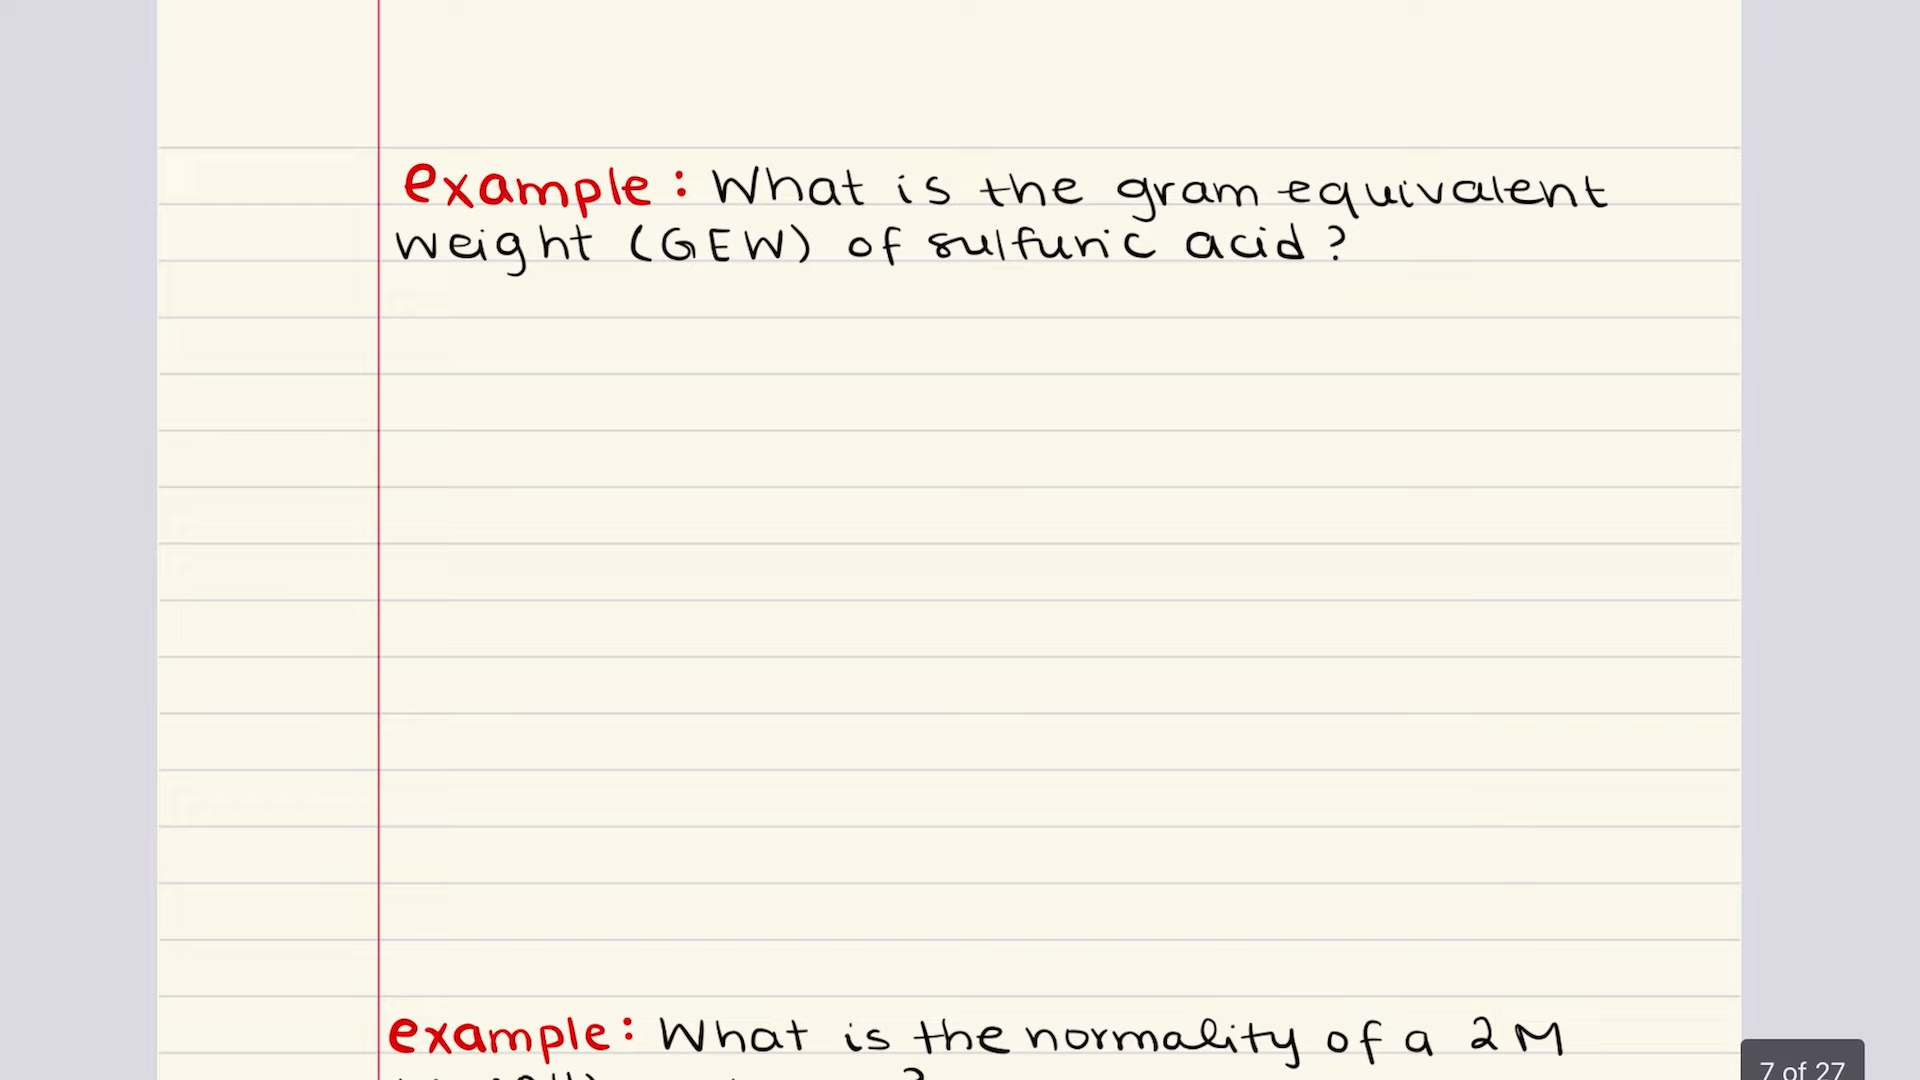 example: What is the gram equivalent
weight (GEW) of sulfuric acid?
example: What is the normality of a 2 M
7 of 27